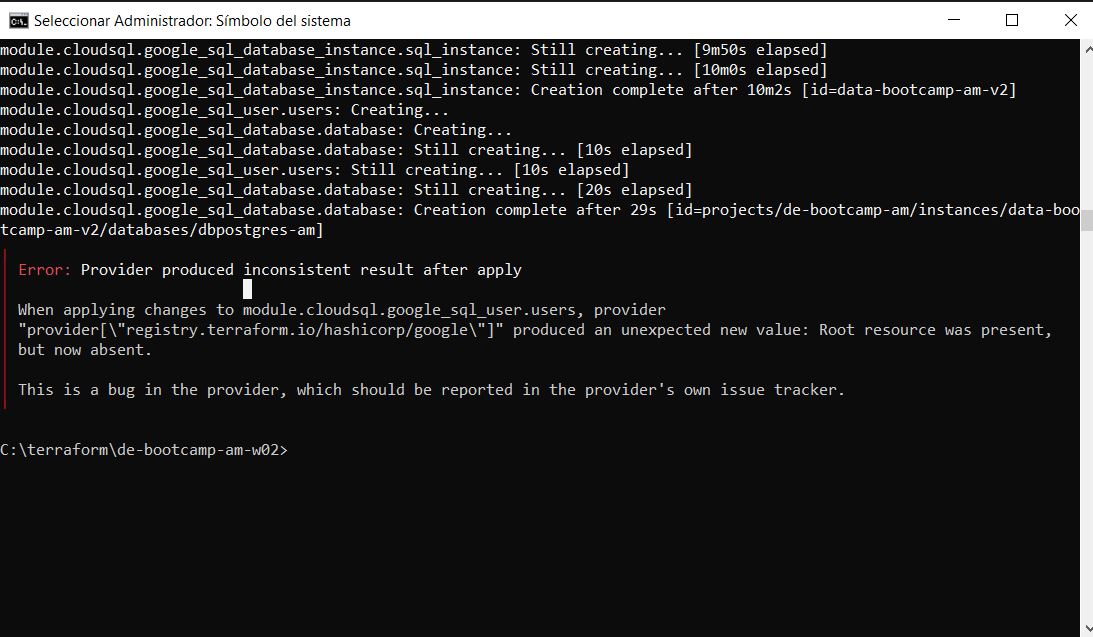 Seleccionar Administrador: Símbolo del sistema
module.cloudsql.google_sql_database_instance.sql_instance: Still creating... [9m50s elapsed]
module.cloudsql.google_sql_database_instance.sql_instance: Still creating... [10m0s elapsed]
module.cloudsql.google_sql_database_instance.sql_instance: Creation complete after 10m2s [id=data-bootcamp-am-v2]
module.cloudsql.google_sql_user.users: Creating...
module.cloudsql.google_sql_database.database: Creating...
module.cloudsql.google_sql_database.database: Still creating... [10s elapsed]
module.cloudsql.google_sql_user.users: Still creating... [10s elapsed]
module.cloudsql.google_sql_database.database: Still creating... [20s elapsed]
module.cloudsql.google_sql_database.database: Creation complete after 29s [id=projects/de-bootcamp-am/instances/data-boo
tcamp-am-v2/databases/dbpostgres-am]
Error: Provider produced inconsistent result after apply
When applying changes to module.cloudsql.google_sql_user.users, provider
"provider[\"registry.terraform.io/hashicorp/google\"]" produced an unexpected new value: Root resource was present,
but now absent.
This is a bug in the provider, which should be reported in the provider's own issue tracker.
C:\terraform\de-bootcamp-am-w02>